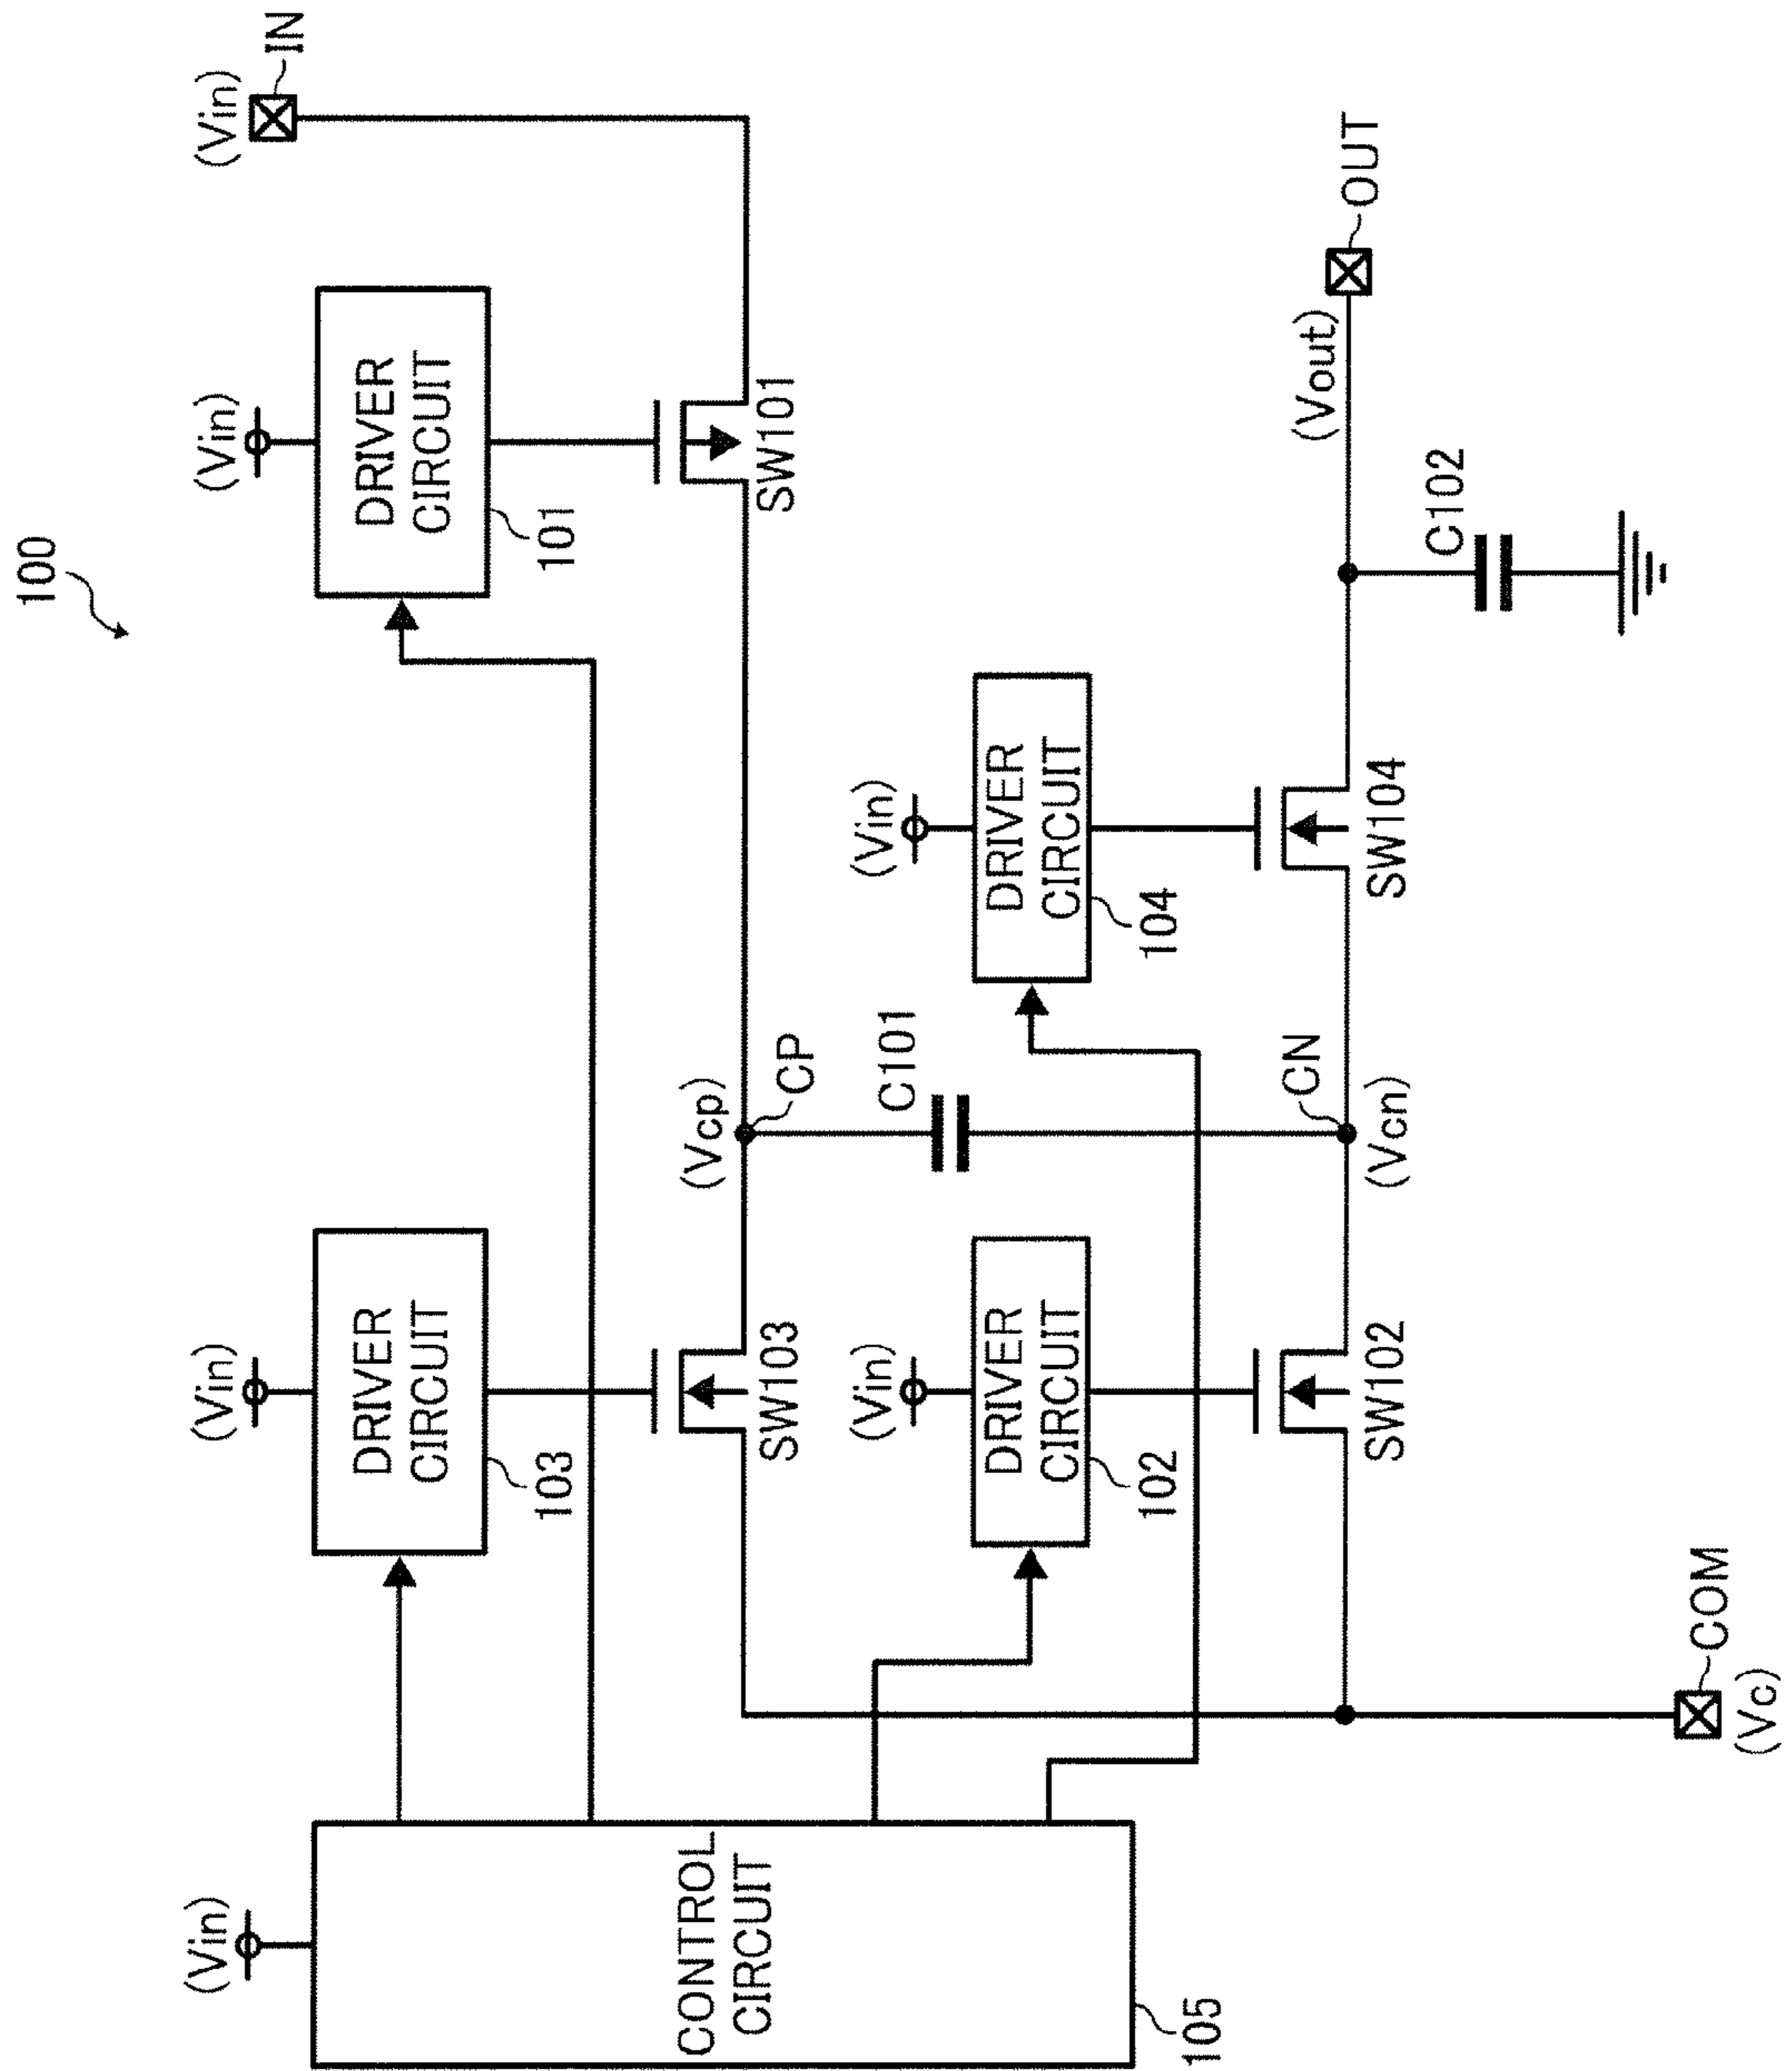 100
(Vin)
CONTROL
CIRCUIT
105
(Vin)
DRIVER
CIRCUIT
103
(Vin)
DRIVER
CIRCUIT
101
(Vin)
IN
SW103
(Vcp)
CP
SW101
(Vin)
DRIVER
CIRCUIT
102
C101
(Vin)
DRIVER
CIRCUIT
104
SW102
CN
(Vcn)
SW104
(Vout)
OUT
C102
COM
(Vc)